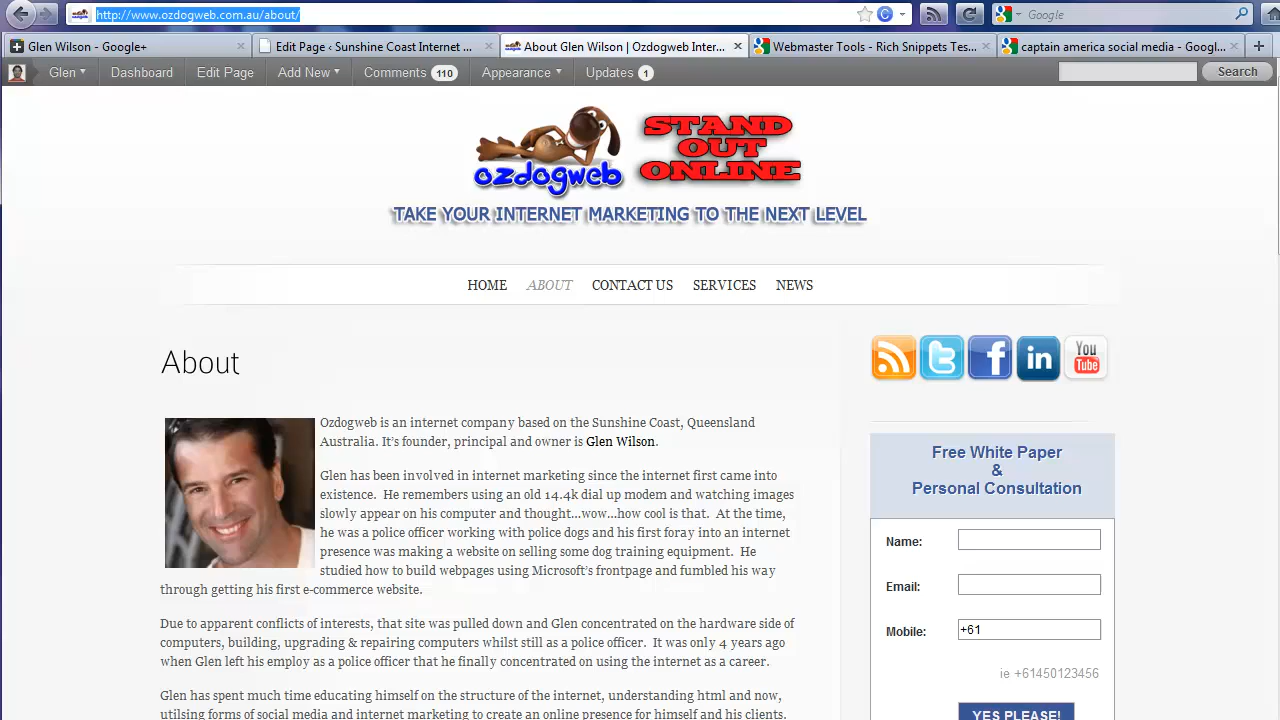 http://www.ozdogweb.com.au/about/
Google
Glen Wilson - Google+
Edit Page ‹ Sunshine Coast Internet ...
About Glen Wilson | Ozdogweb Inter...
Webmaster Tools - Rich Snippets Tes...
captain america social media - Googl...
Glen
Dashboard
Edit Page
Add New
Comments 110
Appearance
Updates 1
Search
ozdogweb
STAND
OUT
ONLINE
TAKE YOUR INTERNET MARKETING TO THE NEXT LEVEL
HOME
ABOUT
CONTACT US
SERVICES
NEWS
About
You
Tube
Ozdogweb is an internet company based on the Sunshine Coast, Queensland
Australia. It's founder, principal and owner is Glen Wilson.
Glen has been involved in internet marketing since the internet first came into
existence. He remembers using an old 14.4k dial up modem and watching images
slowly appear on his computer and thought...wow...how cool is that. At the time,
he was a police officer working with police dogs and his first foray into an internet
presence was making a website on selling some dog training equipment. He
studied how to build webpages using Microsoft's frontpage and fumbled his way
through getting his first e-commerce website.
Due to apparent conflicts of interests, that site was pulled down and Glen concentrated on the hardware side of
computers, building, upgrading & repairing computers whilst still as a police officer. It was only 4 years ago
when Glen left his employ as a police officer that he finally concentrated on using the internet as a career.
Glen has spent much time educating himself on the structure of the internet, understanding html and now,
utilsing forms of social media and internet marketing to create an online presence for himself and his clients.
Free White Paper
&
Personal Consultation
Name:
Email:
Mobile:
+61
ie +61450123456
YES PLEASE!